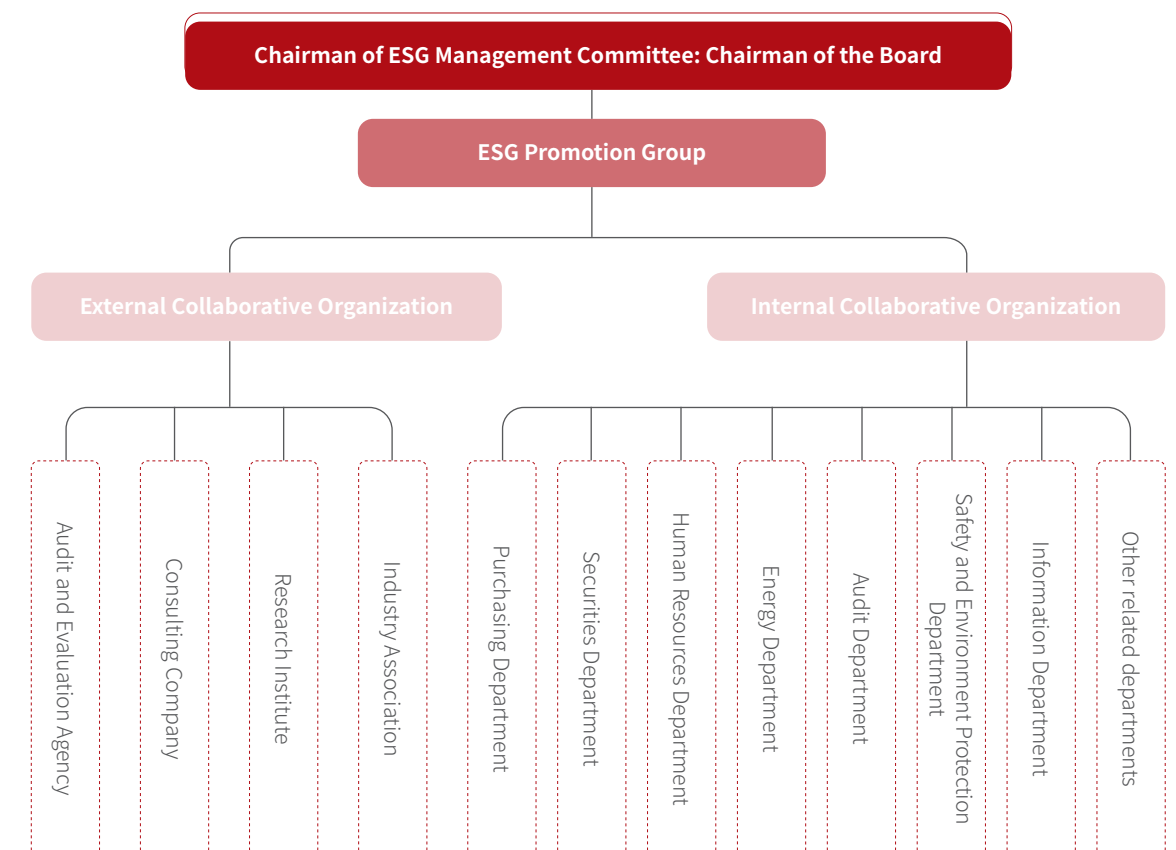 Chairman of ESG Management Committee: Chairman of the Board
ESG Promotion Group
External Collaborative Organization
Internal Collaborative Organization
Audit and Evaluation Agency
Consulting Company
Research Institute
Industry Association
Purchasing Department
Securities Department
Human Resources Department
Energy Department
Audit Department
Safety and Environment Protection
Department
Information Department
Other related departments